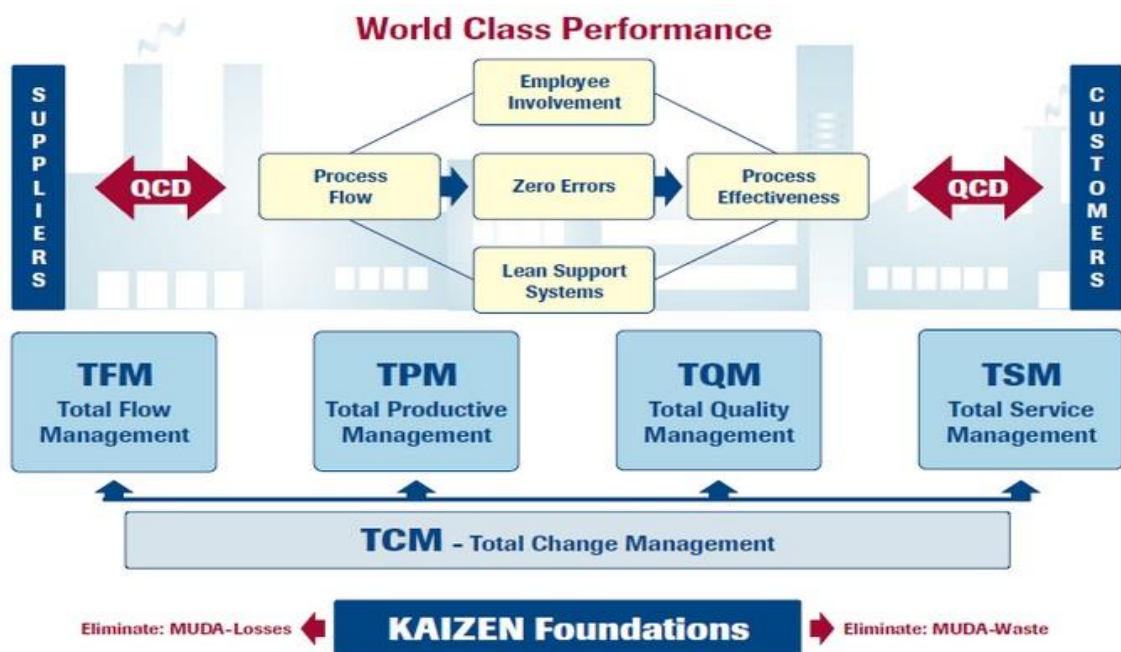 World Class Performance
SUPPLIERS
QCD
Employee
Involvement
Process
Flow
Zero Errors
Process
Effectiveness
Lean Support
Systems
QCD
CUSTOMERS
TFM
Total Flow
Management
TPM
Total Productive
Management
TQM
Total Quality
Management
TSM
Total Service
Management
TCM - Total Change Management
Eliminate: MUDA-Losses
KAIZEN Foundations
Eliminate: MUDA-Waste